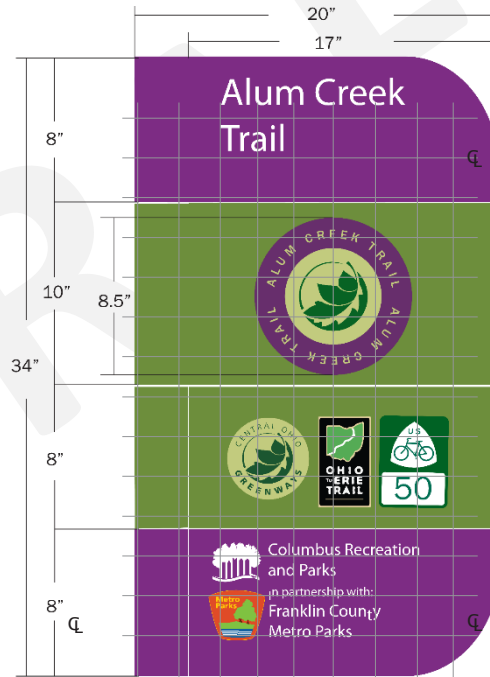 20”
17”
Alum Creek
Trail
8”
℄
ALUM CREEK TRAIL
10”
8.5”
ALUM CREEK TRAIL
34”
CENTRAL OHIO
GREENWAYS
OHIO
TO ERIE
TRAIL
US
50
8”
Columbus Recreation
and Parks
in partnership with:
Metro
Parks
Franklin County
Metro Parks
8”
℄
℄